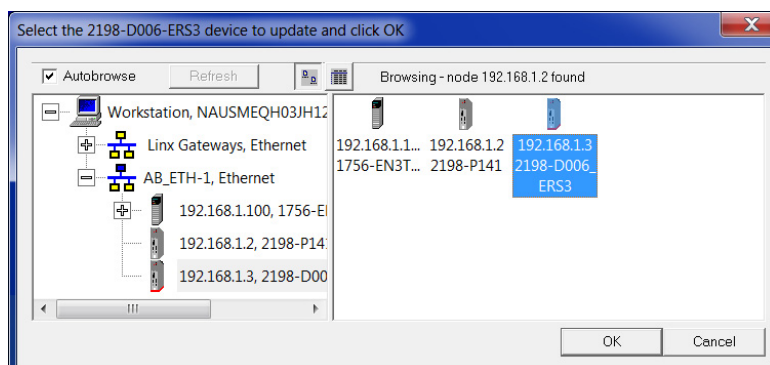 Select the 2198-D006-ERS3 device to update and click OK
Autobrowse
Refresh
Browsing - node 192.168.1.2 found
Workstation, NAUSMEQH03JH12
Linx Gateways, Ethernet
AB_ETH-1, Ethernet
192.168.1.100, 1756-E
192.168.1.2, 2198-P14
192.168.1.3, 2198-D00
192.168.1.1...
1756-EN3T...
192.168.1.2
2198-P141
192.168.1.3
2198-D006_
ERS3
OK
Cancel